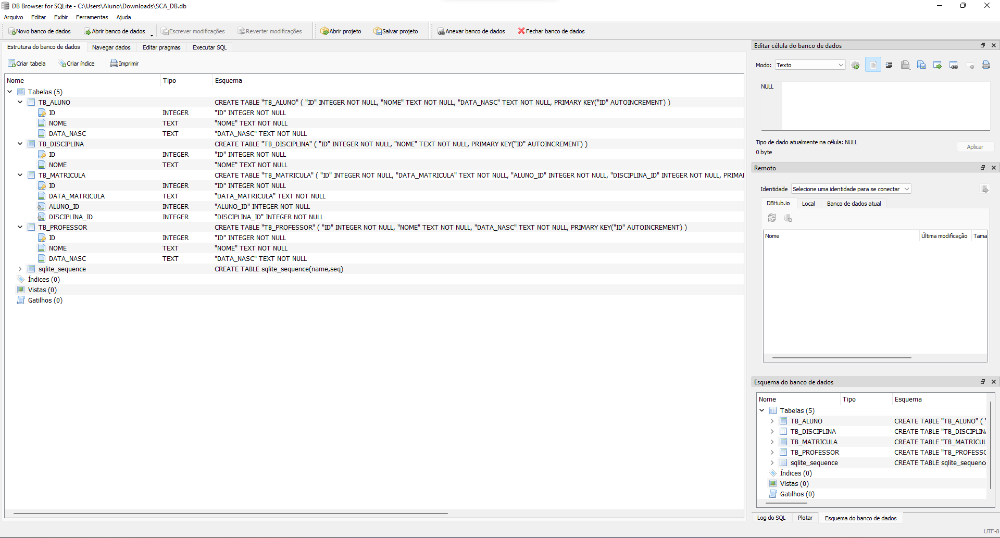 DB Browser for SQLite - C:\Users\Aluno\Downloads\SCA_DB.db
Arquivo Editar Exibir Ferramentas Ajuda
Novo banco de dados Abrir banco de dados Escrever modificações Reverter modificações Abrir projeto Salvar projeto Anexar banco de dados Fechar banco de dados
Estrutura do banco de dados Navegar dados Editar pragmas Executar SQL
Criar tabela Criar índice Imprimir
Nome Tipo Esquema
Tabelas (5)
TB_ALUNO CREATE TABLE "TB_ALUNO" ( "ID" INTEGER NOT NULL, "NOME" TEXT NOT NULL, "DATA_NASC" TEXT NOT NULL, PRIMARY KEY("ID" AUTOINCREMENT) )
ID INTEGER "ID" INTEGER NOT NULL
NOME TEXT "NOME" TEXT NOT NULL
DATA_NASC TEXT "DATA_NASC" TEXT NOT NULL
TB_DISCIPLINA CREATE TABLE "TB_DISCIPLINA" ( "ID" INTEGER NOT NULL, "NOME" TEXT NOT NULL, PRIMARY KEY("ID" AUTOINCREMENT) )
ID INTEGER "ID" INTEGER NOT NULL
NOME TEXT "NOME" TEXT NOT NULL
TB_MATRICULA CREATE TABLE "TB_MATRICULA" ( "ID" INTEGER NOT NULL, "DATA_MATRICULA" TEXT NOT NULL, "ALUNO_ID" INTEGER NOT NULL, "DISCIPLINA_ID" INTEGER NOT NULL, PRIMA
ID INTEGER "ID" INTEGER NOT NULL
DATA_MATRICULA TEXT "DATA_MATRICULA" TEXT NOT NULL
ALUNO_ID INTEGER "ALUNO_ID" INTEGER NOT NULL
DISCIPLINA_ID INTEGER "DISCIPLINA_ID" INTEGER NOT NULL
TB_PROFESSOR CREATE TABLE "TB_PROFESSOR" ( "ID" INTEGER NOT NULL, "NOME" TEXT NOT NULL, "DATA_NASC" TEXT NOT NULL, PRIMARY KEY("ID" AUTOINCREMENT) )
ID INTEGER "ID" INTEGER NOT NULL
NOME TEXT "NOME" TEXT NOT NULL
DATA_NASC TEXT "DATA_NASC" TEXT NOT NULL
sqlite_sequence CREATE TABLE sqlite_sequence(name,seq)
Índices (0)
Vistas (0)
Gatilhos (0)
Editar célula do banco de dados
Modo: Texto
NULL
Tipo de dado atualmente na célula: NULL
0 byte
Aplicar
Remoto
Identidade Selecione uma identidade para se conectar
DBHub.io Local Banco de dados atual
Nome Última modificação Tama
Esquema do banco de dados
Nome Tipo Esquema
Tabelas (5)
TB_ALUNO CREATE TABLE "TB_ALUNO" ( "
TB_DISCIPLINA CREATE TABLE "TB_DISCIPLIN
TB_MATRICULA CREATE TABLE "TB_MATRICUL
TB_PROFESSOR CREATE TABLE "TB_PROFESSO
sqlite_sequence CREATE TABLE sqlite_sequenc
Índices (0)
Vistas (0)
Gatilhos (0)
Log do SQL Plotar Esquema do banco de dados
UTF-8